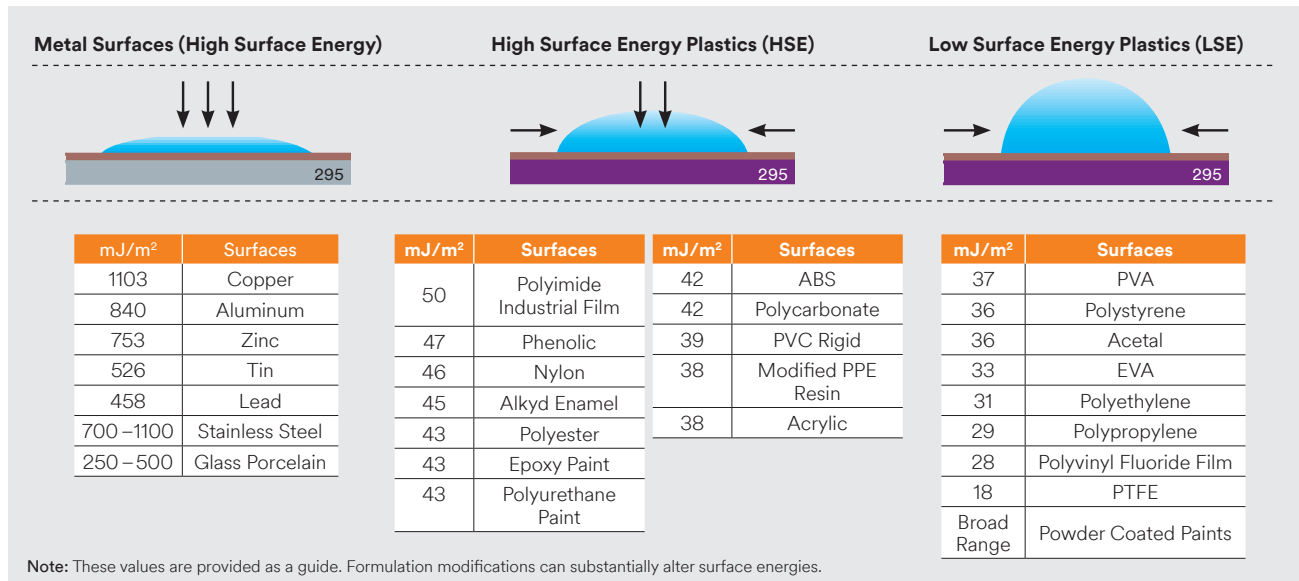 Metal Surfaces (High Surface Energy)
High Surface Energy Plastics (HSE)
Low Surface Energy Plastics (LSE)
295
295
295
mJ/m² Surfaces
1103 Copper
840 Aluminum
753 Zinc
526 Tin
458 Lead
700–1100 Stainless Steel
250–500 Glass Porcelain
mJ/m² Surfaces
50 Polyimide
Industrial Film
47 Phenolic
46 Nylon
45 Alkyd Enamel
43 Polyester
43 Epoxy Paint
43 Polyurethane
Paint
mJ/m² Surfaces
42 ABS
42 Polycarbonate
39 PVC Rigid
38 Modified PPE
Resin
38 Acrylic
mJ/m² Surfaces
37 PVA
36 Polystyrene
36 Acetal
33 EVA
31 Polyethylene
29 Polypropylene
28 Polyvinyl Fluoride Film
18 PTFE
Broad
Range Powder Coated Paints
Note: These values are provided as a guide. Formulation modifications can substantially alter surface energies.